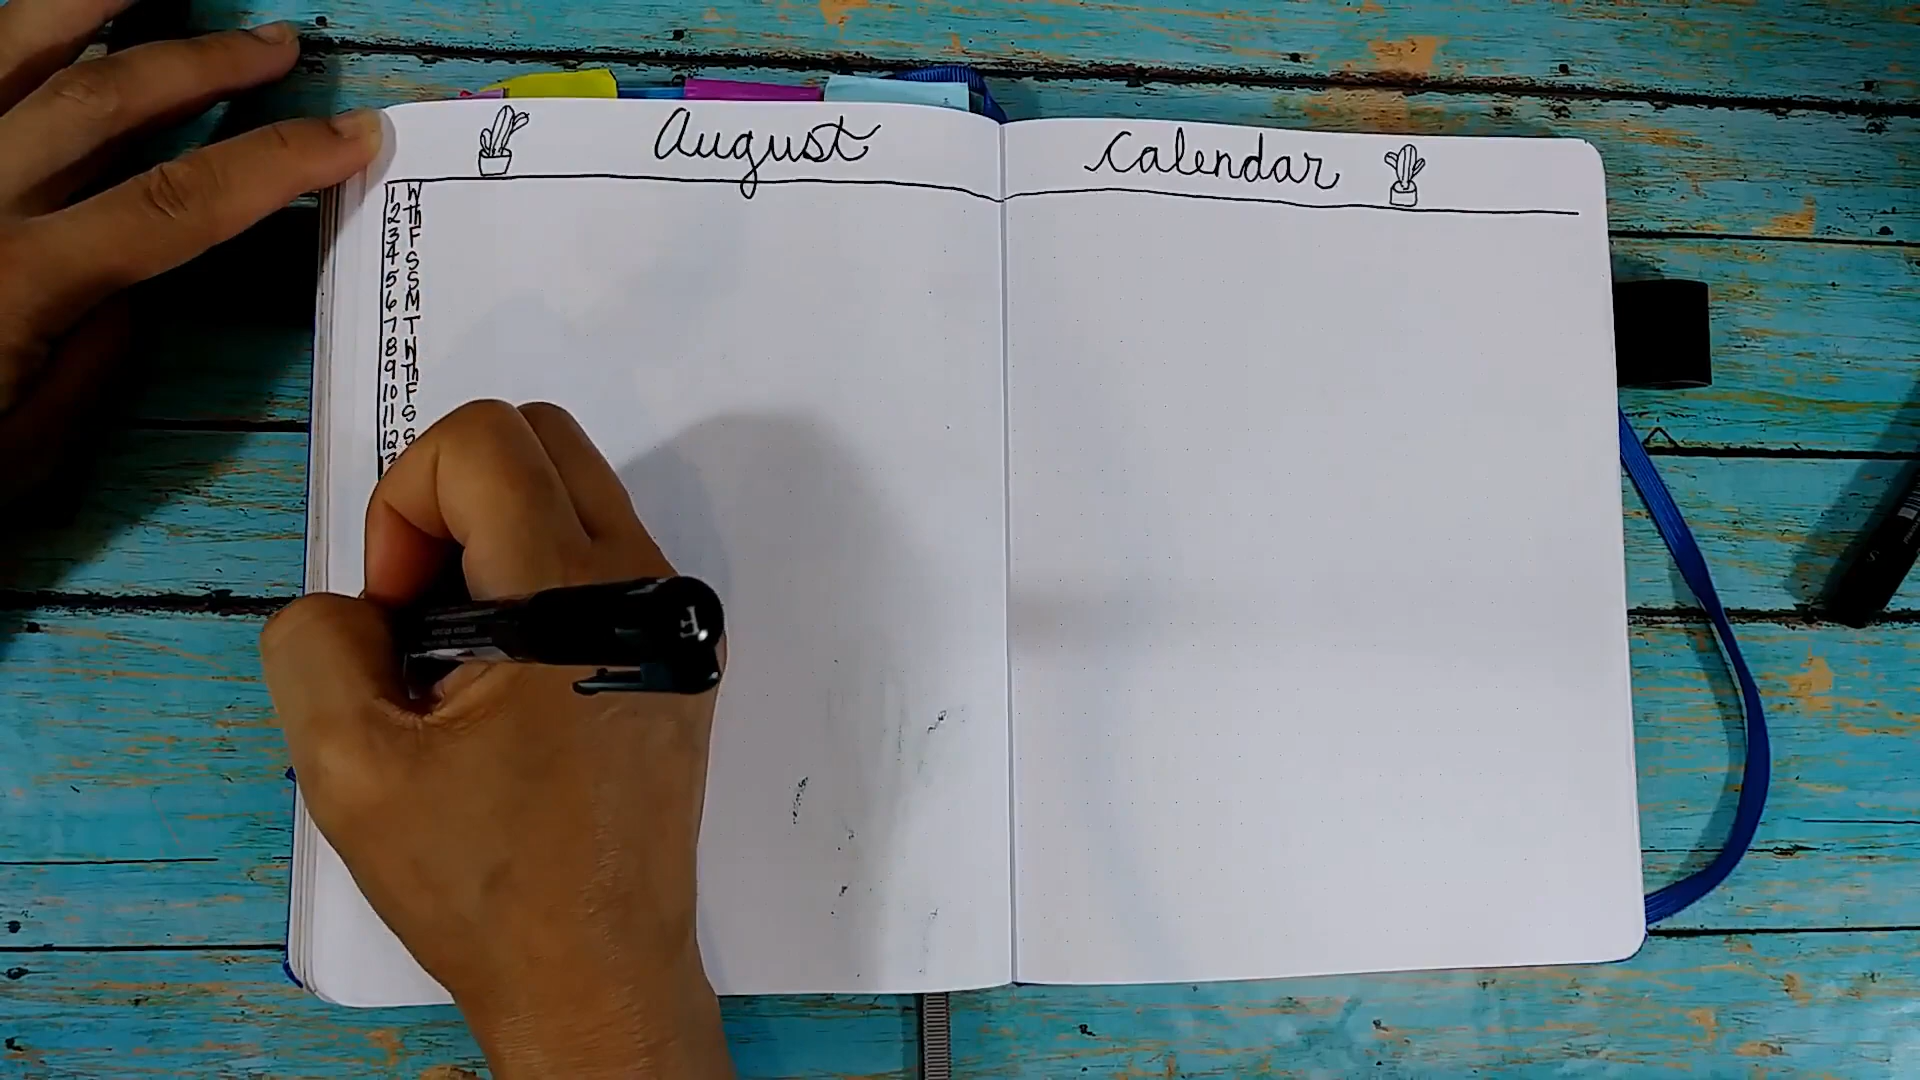 August Calendar
1 W
2 Th
3 F
4 S
5 S
6 M
7 T
8 W
9 Th
10 F
11 S
12 S
H